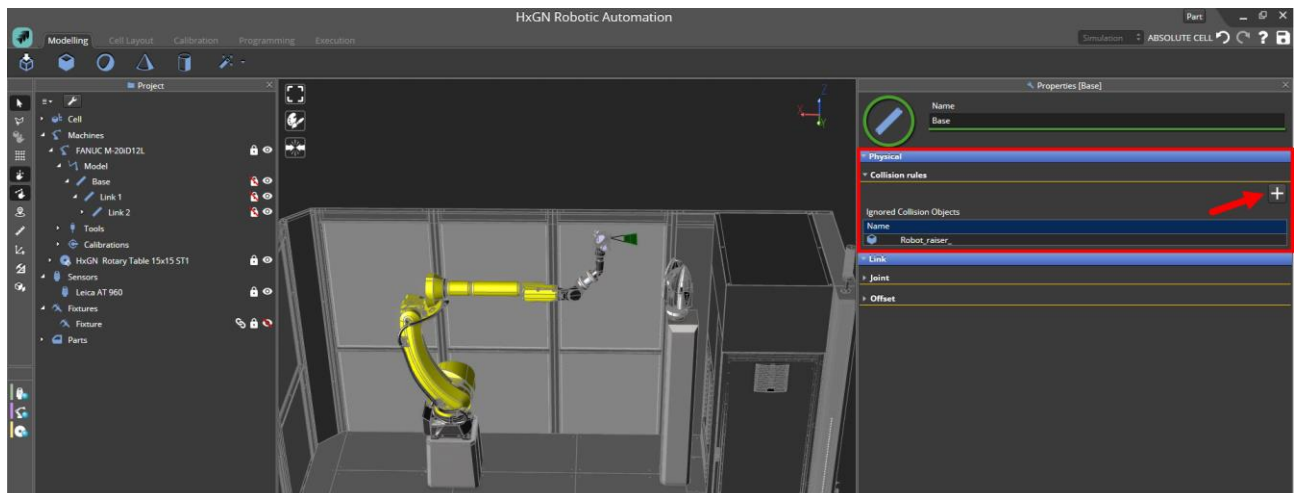 HxGN Robotic Automation
Part
Modelling Cell Layout Calibration Programming Execution
Simulation ABSOLUTE CELL
Project
Cell
Machines
FANUC M-20iD12L
Model
Base
Link 1
Link 2
Tools
Calibrations
HxGN Rotary Table 15x15 ST1
Sensors
Leica AT 960
Fixtures
Fixture
Parts
Z
X
Y
Properties [Base]
Name
Base
Physical
Collision rules
Ignored Collision Objects
Name
Robot_raiser_
Link
Joint
Offset